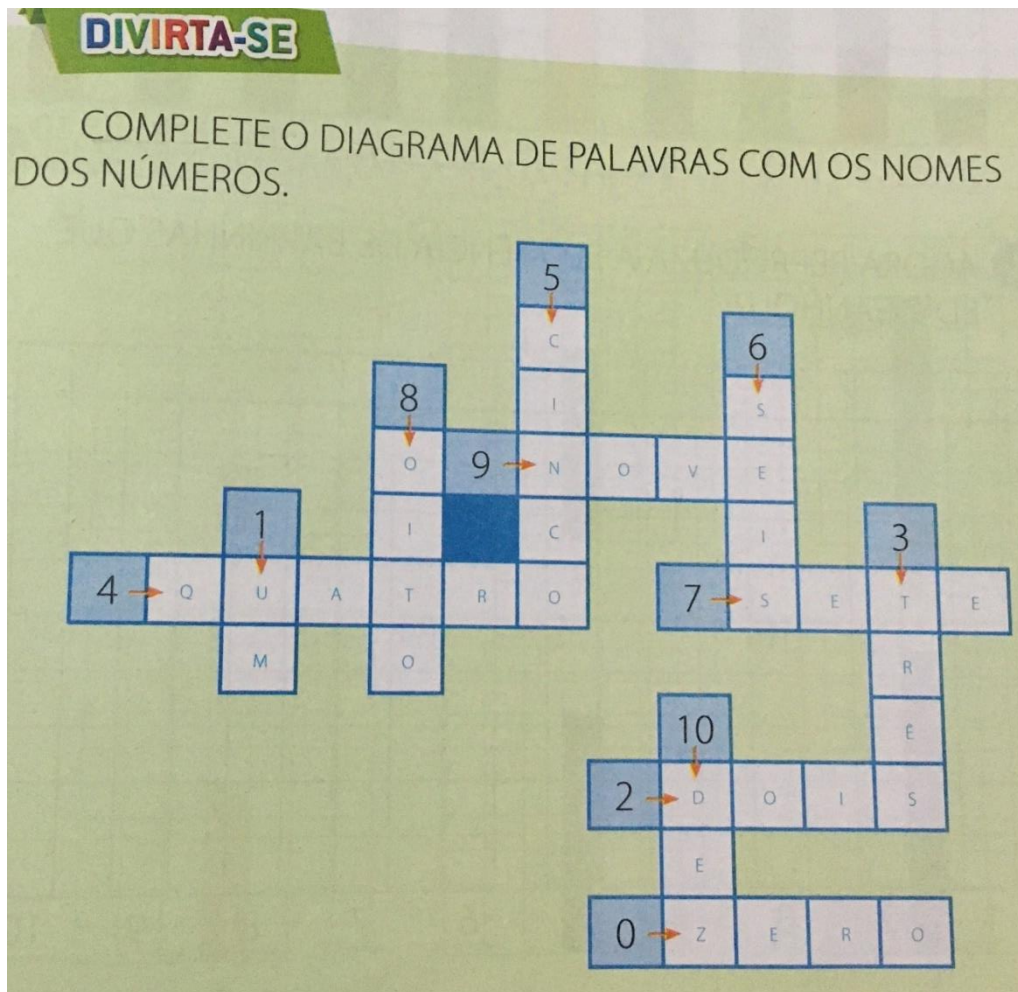 DIVIRTA-SE
COMPLETE O DIAGRAMA DE PALAVRAS COM OS NOMES
DOS NÚMEROS.
5
C
6
8
I
S
O 9 N O V E
1
I C I 3
4 Q U A T R O 7 S E T E
M O R
10 Ê
2 D O I S
E
0 Z E R O